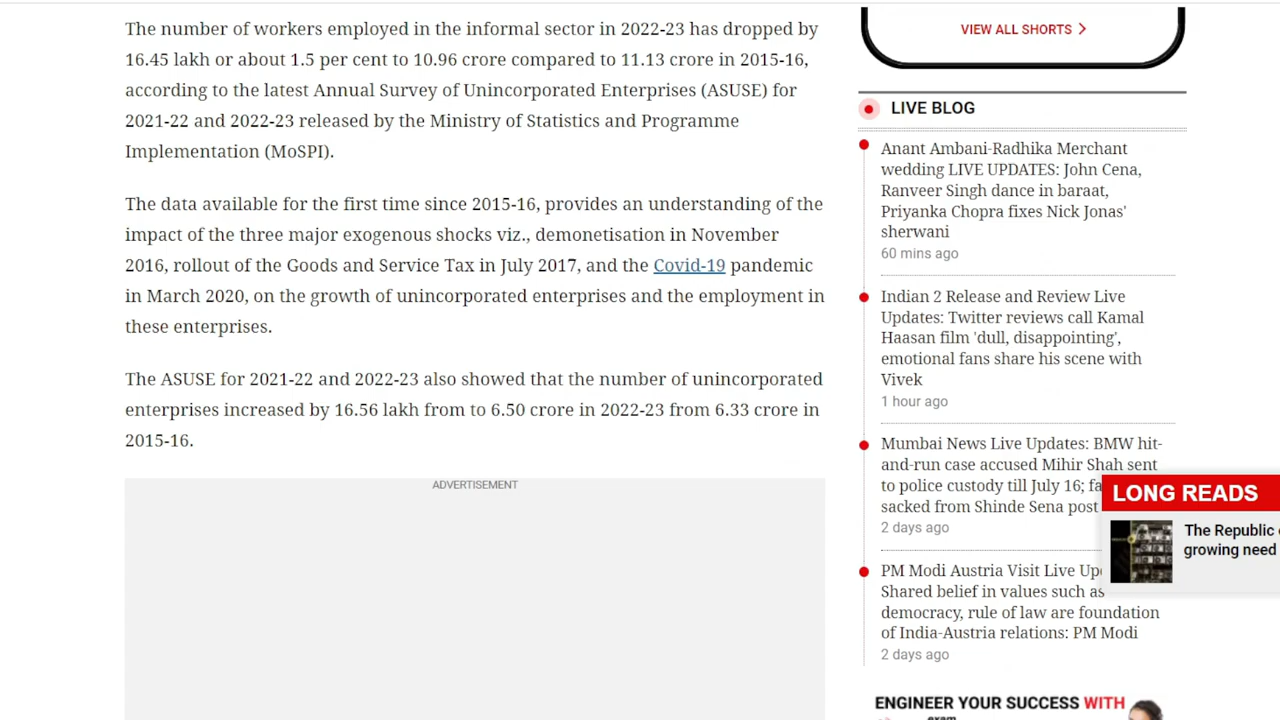 The number of workers employed in the informal sector in 2022-23 has dropped by
16.45 lakh or about 1.5 per cent to 10.96 crore compared to 11.13 crore in 2015-16,
according to the latest Annual Survey of Unincorporated Enterprises (ASUSE) for
2021-22 and 2022-23 released by the Ministry of Statistics and Programme
Implementation (MoSPI).
The data available for the first time since 2015-16, provides an understanding of the
impact of the three major exogenous shocks viz., demonetisation in November
2016, rollout of the Goods and Service Tax in July 2017, and the Covid-19 pandemic
in March 2020, on the growth of unincorporated enterprises and the employment in
these enterprises.
The ASUSE for 2021-22 and 2022-23 also showed that the number of unincorporated
enterprises increased by 16.56 lakh from to 6.50 crore in 2022-23 from 6.33 crore in
2015-16.
ADVERTISEMENT
VIEW ALL SHORTS
LIVE BLOG
Anant Ambani-Radhika Merchant
wedding LIVE UPDATES: John Cena,
Ranveer Singh dance in baraat,
Priyanka Chopra fixes Nick Jonas'
sherwani
60 mins ago
Indian 2 Release and Review Live
Updates: Twitter reviews call Kamal
Haasan film 'dull, disappointing',
emotional fans share his scene with
Vivek
1 hour ago
Mumbai News Live Updates: BMW hit-
and-run case accused Mihir Shah sent
to police custody till July 16; fa
sacked from Shinde Sena post
2 days ago
PM Modi Austria Visit Live Up
Shared belief in values such as
democracy, rule of law are foundation
of India-Austria relations: PM Modi
2 days ago
LONG READS
The Republic
growing need
ENGINEER YOUR SUCCESS WITH
exam